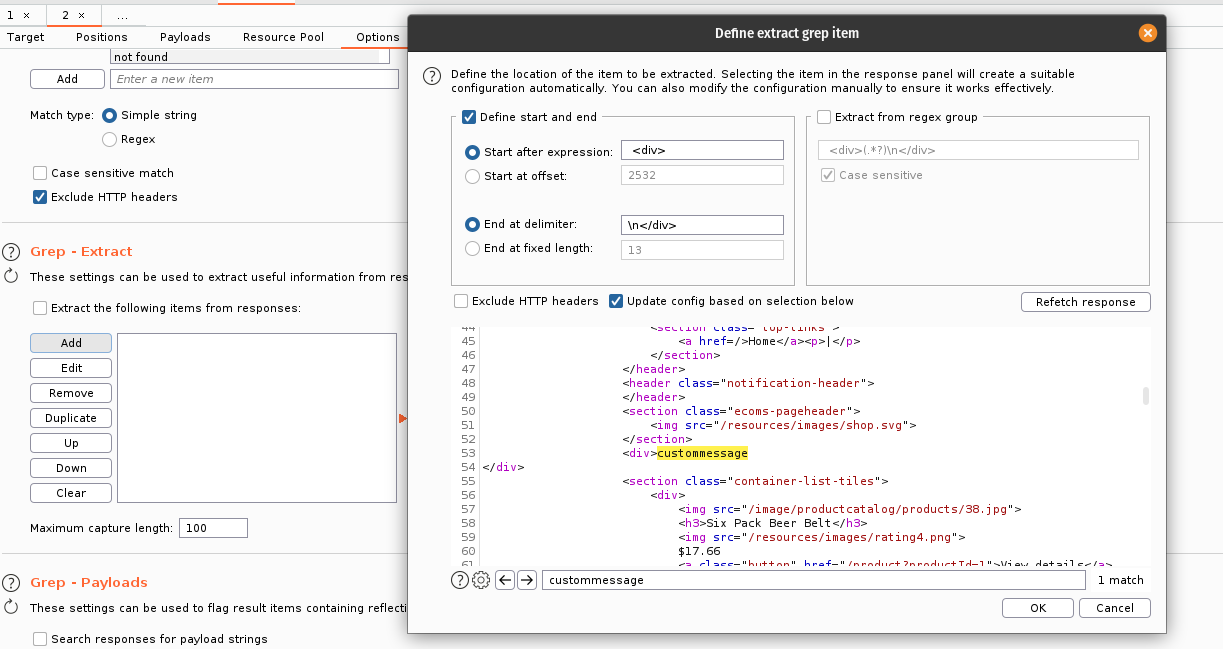 1 × 2 × ...
Target Positions Payloads Resource Pool Options
not found
Add Enter a new item
Match type: Simple string
Regex
Case sensitive match
Exclude HTTP headers
Grep - Extract
These settings can be used to extract useful information from res
Extract the following items from responses:
Add
Edit
Remove
Duplicate
Up
Down
Clear
Maximum capture length: 100
Grep - Payloads
These settings can be used to flag result items containing reflecti
Search responses for payload strings
Define extract grep item
Define the location of the item to be extracted. Selecting the item in the response panel will create a suitable
configuration automatically. You can also modify the configuration manually to ensure it works effectively.
Define start and end
Start after expression: <div>
Start at offset: 2532
End at delimiter: \n</div>
End at fixed length: 13
Extract from regex group
<div>(.*?)\n</div>
Case sensitive
Exclude HTTP headers Update config based on selection below Refetch response
44 <section class="top-links">
45 <a href=/>Home</a><p>|</p>
46 </section>
47 </header>
48 <header class="notification-header">
49 </header>
50 <section class="ecoms-pageheader">
51 <img src="/resources/images/shop.svg">
52 </section>
53 <div>custommessage
54 </div>
55 <section class="container-list-tiles">
56 <div>
57 <img src="/image/productcatalog/products/38.jpg">
58 <h3>Six Pack Beer Belt</h3>
59 <img src="/resources/images/rating4.png">
60 $17.66
61 <a class="button" href="/product?productId=1">View details</a>
? custommessage 1 match
OK Cancel